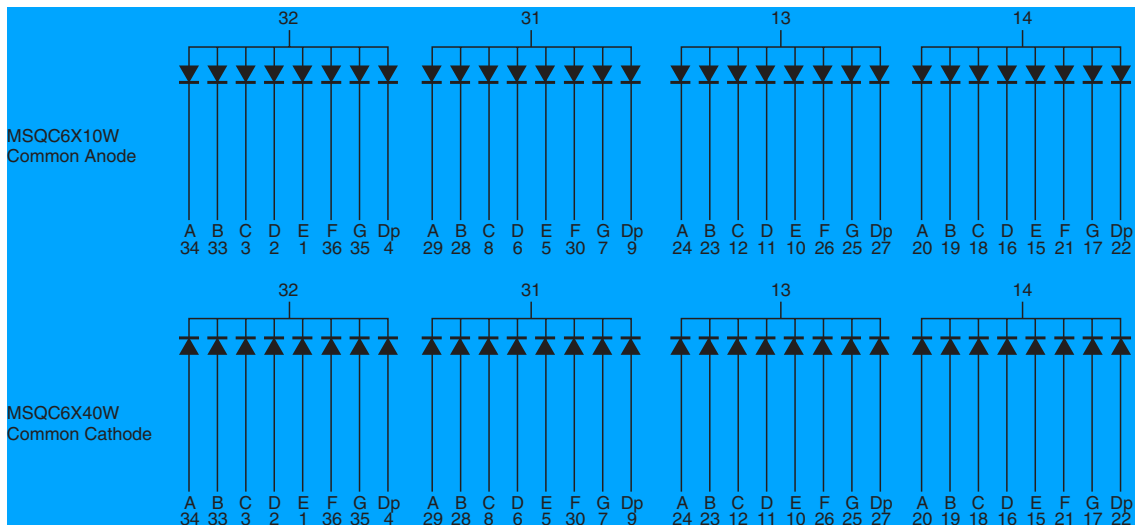 32 31 13 14
MSQC6X10W
Common Anode
A B C D E F G Dp A B C D E F G Dp A B C D E F G Dp A B C D E F G Dp
34 33 3 2 1 36 35 4 29 28 8 6 5 30 7 9 24 23 12 11 10 26 25 27 20 19 18 16 15 21 17 22
32 31 13 14
MSQC6X40W
Common Cathode
A B C D E F G Dp A B C D E F G Dp A B C D E F G Dp A B C D E F G Dp
34 33 3 2 1 36 35 4 29 28 8 6 5 30 7 9 24 23 12 11 10 26 25 27 20 19 18 16 15 21 17 22